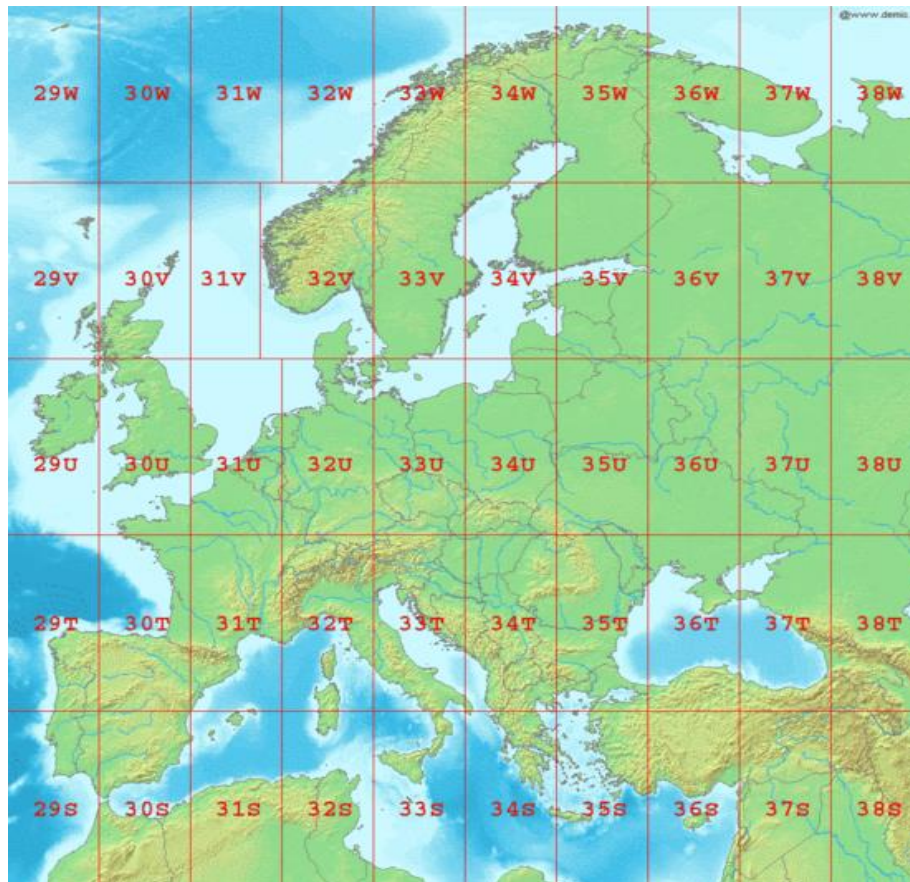 @www.demis.
29W 30W 31W 32W 33W 34W 35W 36W 37W 38W
29V 30V 31V 32V 33V 34V 35V 36V 37V 38V
29U 30U 31U 32U 33U 34U 35U 36U 37U 38U
29T 30T 31T 32T 33T 34T 35T 36T 37T 38T
29S 30S 31S 32S 33S 34S 35S 36S 37S 38S